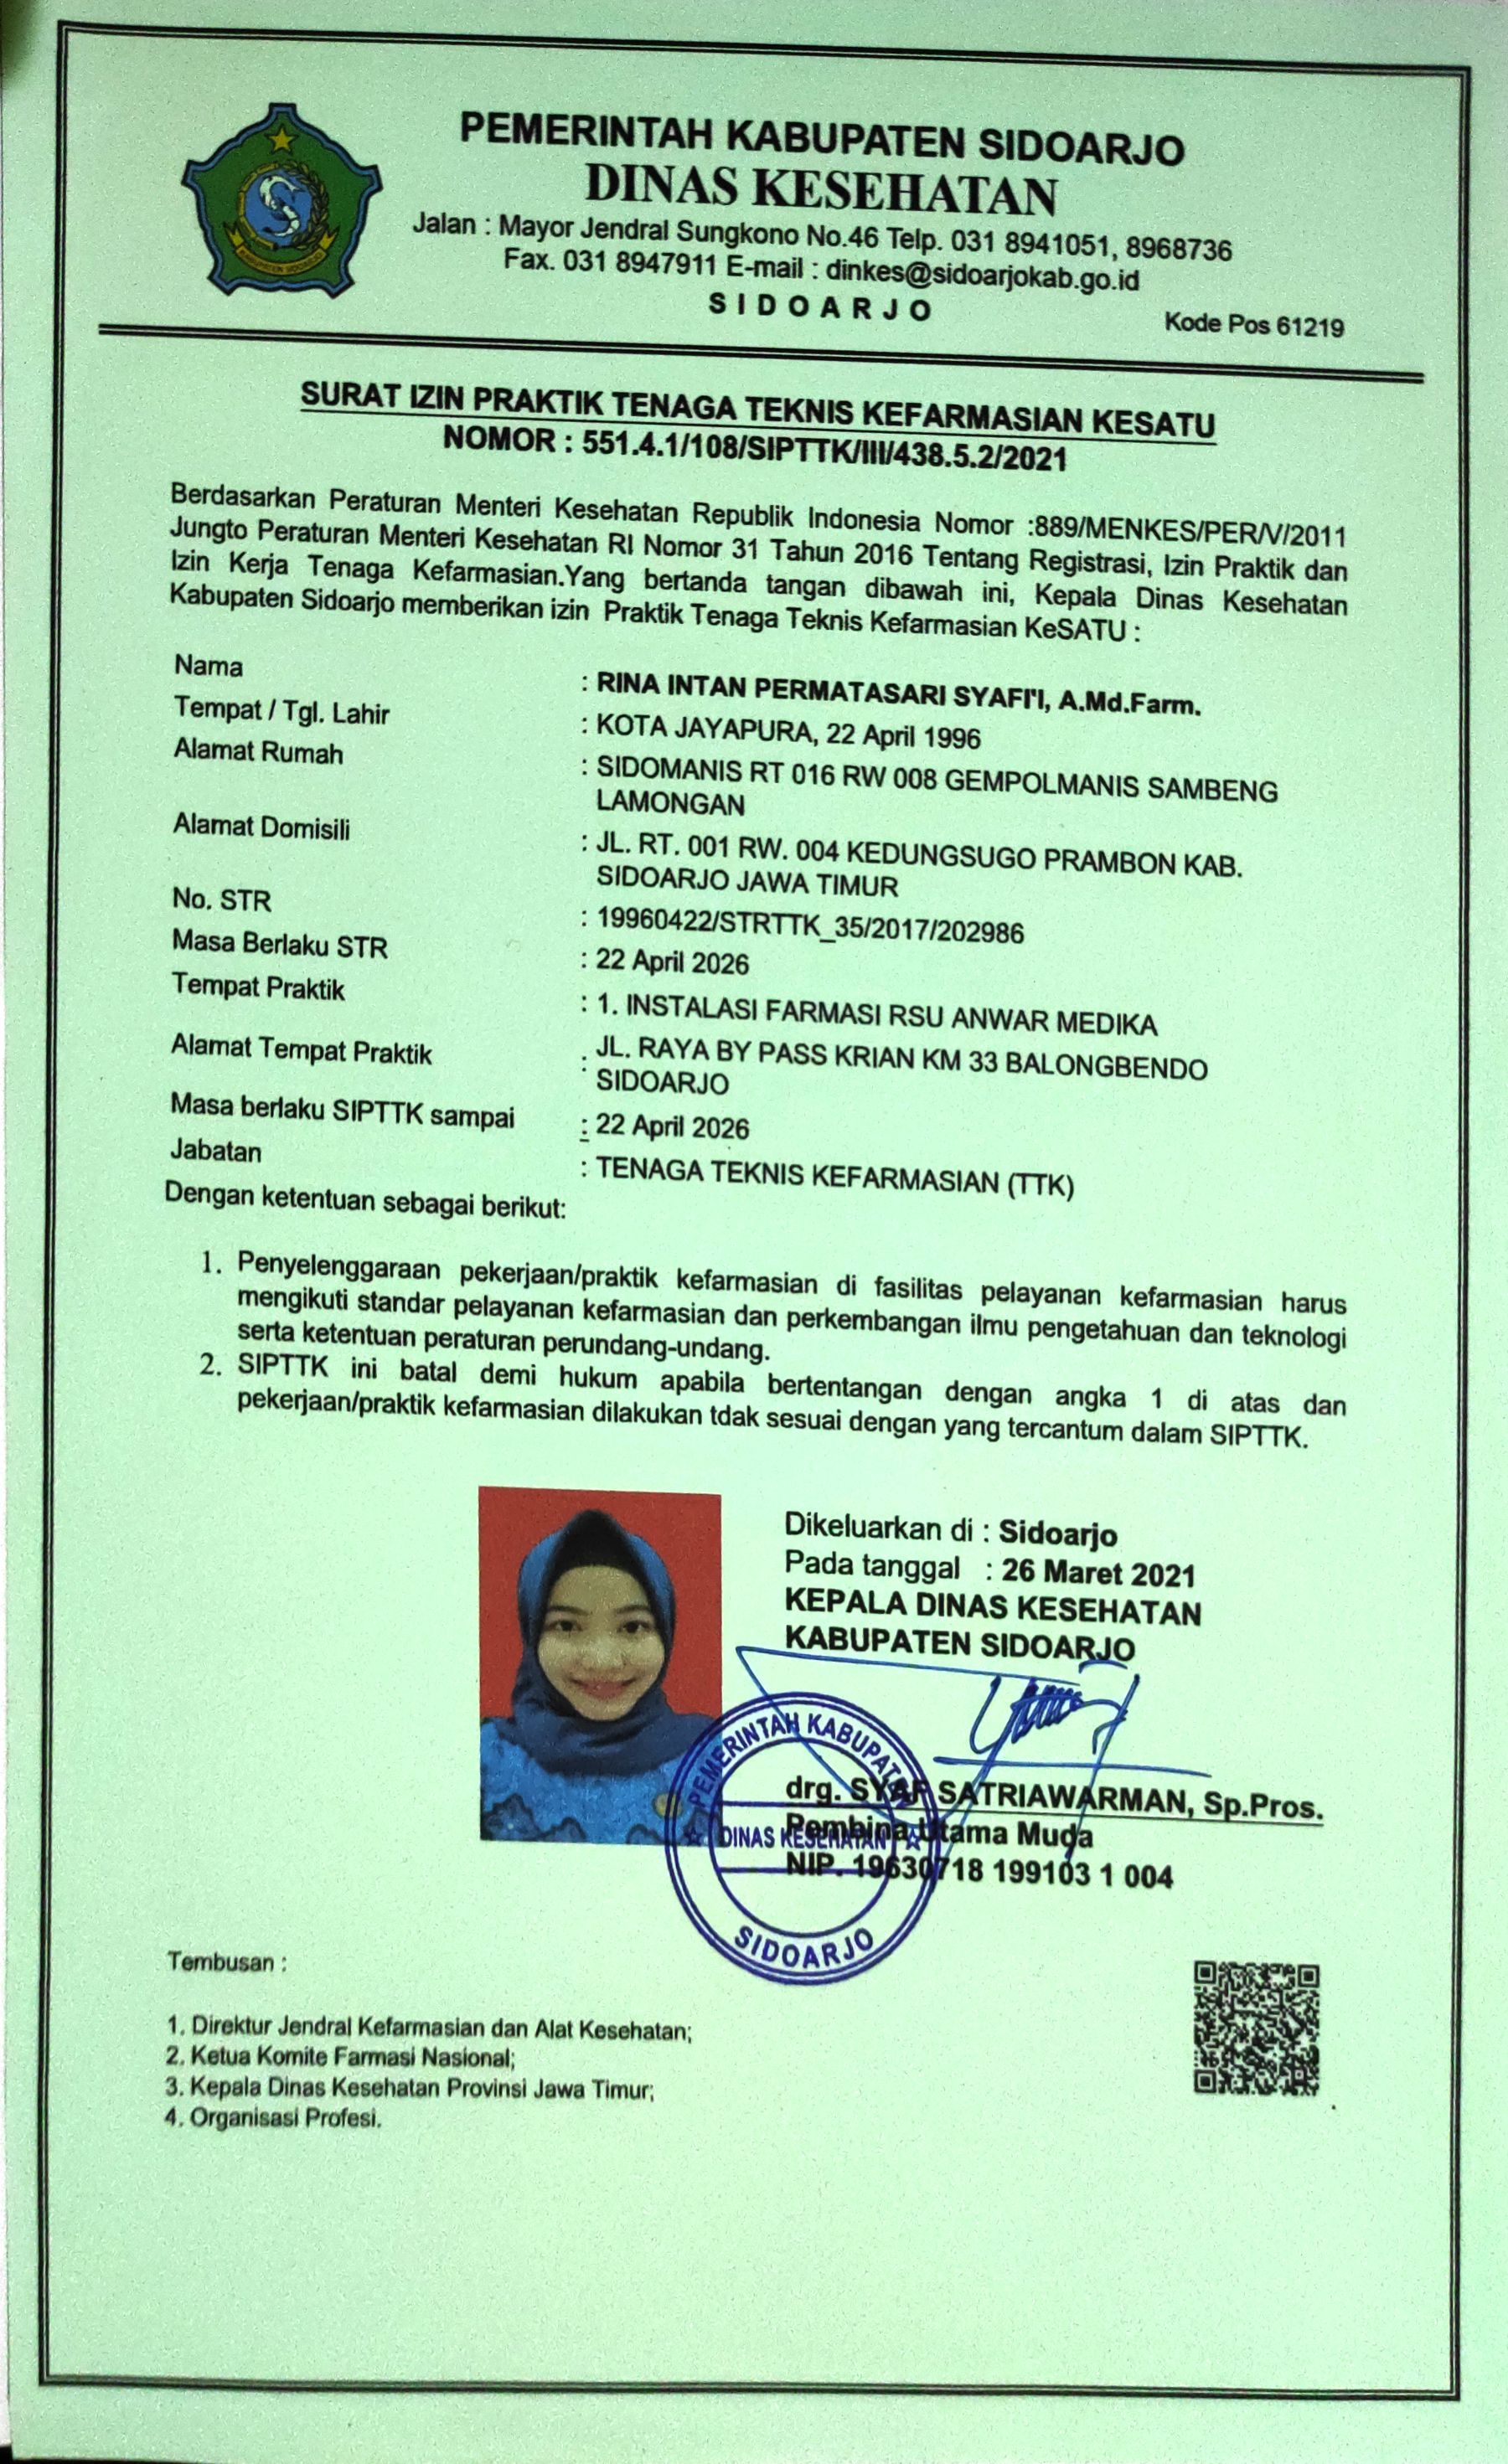 PEMERINTAH KABUPATEN SIDOARJO
DINAS KESEHATAN
Jalan : Mayor Jendral Sungkono No.46 Telp. 031 8941051, 8968736
Fax. 031 8947911 E-mail : dinkes@sidoarjokab.go.id
S I D O A R J O
Kode Pos 61219
KABUPATEN SIDOARJO
SURAT IZIN PRAKTIK TENAGA TEKNIS KEFARMASIAN KESATU
NOMOR : 551.4.1/108/SIPTTK/III/438.5.2/2021
Berdasarkan Peraturan Menteri Kesehatan Republik Indonesia Nomor :889/MENKES/PER/V/2011
Jungto Peraturan Menteri Kesehatan RI Nomor 31 Tahun 2016 Tentang Registrasi, Izin Praktik dan
Izin Kerja Tenaga Kefarmasian.Yang bertanda tangan dibawah ini, Kepala Dinas Kesehatan
Kabupaten Sidoarjo memberikan izin Praktik Tenaga Teknis Kefarmasian KeSATU :
Nama : RINA INTAN PERMATASARI SYAFI'I, A.Md.Farm.
Tempat / Tgl. Lahir : KOTA JAYAPURA, 22 April 1996
Alamat Rumah : SIDOMANIS RT 016 RW 008 GEMPOLMANIS SAMBENG
LAMONGAN
Alamat Domisili : JL. RT. 001 RW. 004 KEDUNGSUGO PRAMBON KAB.
SIDOARJO JAWA TIMUR
No. STR : 19960422/STRTTK_35/2017/202986
Masa Berlaku STR : 22 April 2026
Tempat Praktik : 1. INSTALASI FARMASI RSU ANWAR MEDIKA
Alamat Tempat Praktik : JL. RAYA BY PASS KRIAN KM 33 BALONGBENDO
SIDOARJO
Masa berlaku SIPTTK sampai : 22 April 2026
Jabatan : TENAGA TEKNIS KEFARMASIAN (TTK)
Dengan ketentuan sebagai berikut:
1. Penyelenggaraan pekerjaan/praktik kefarmasian di fasilitas pelayanan kefarmasian harus
mengikuti standar pelayanan kefarmasian dan perkembangan ilmu pengetahuan dan teknologi
serta ketentuan peraturan perundang-undang.
2. SIPTTK ini batal demi hukum apabila bertentangan dengan angka 1 di atas dan
pekerjaan/praktik kefarmasian dilakukan tdak sesuai dengan yang tercantum dalam SIPTTK.
Dikeluarkan di : Sidoarjo
Pada tanggal : 26 Maret 2021
KEPALA DINAS KESEHATAN
KABUPATEN SIDOARJO
drg. SYAF SATRIAWARMAN, Sp.Pros.
Pembina Utama Muda
NIP. 19630718 199103 1 004
PEMERINTAH KABUPATEN
DINAS KESEHATAN
SIDOARJO
Tembusan :
1. Direktur Jendral Kefarmasian dan Alat Kesehatan;
2. Ketua Komite Farmasi Nasional;
3. Kepala Dinas Kesehatan Provinsi Jawa Timur;
4. Organisasi Profesi.